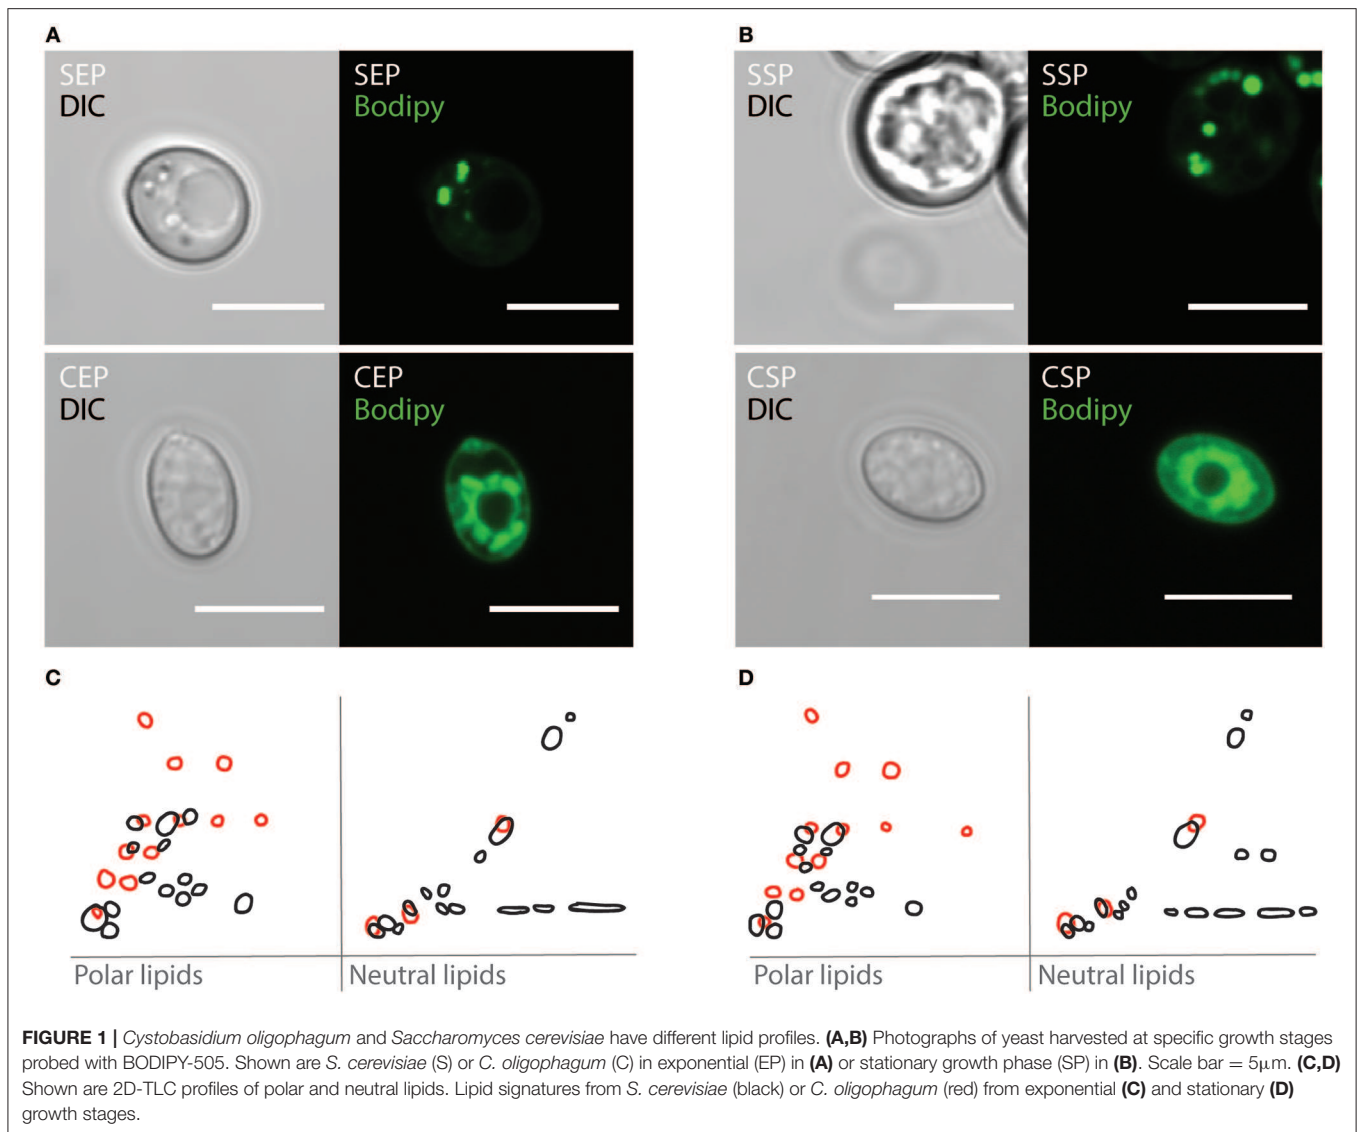 A
B
SEP
DIC
SEP
Bodipy
SSP
DIC
SSP
Bodipy
CEP
DIC
CEP
Bodipy
CSP
DIC
CSP
Bodipy
C
D
Polar lipids
Neutral lipids
Polar lipids
Neutral lipids
FIGURE 1 | Cystobasidium oligophagum and Saccharomyces cerevisiae have different lipid profiles. (A,B) Photographs of yeast harvested at specific growth stages
probed with BODIPY-505. Shown are S. cerevisiae (S) or C. oligophagum (C) in exponential (EP) in (A) or stationary growth phase (SP) in (B). Scale bar = 5μm. (C,D)
Shown are 2D-TLC profiles of polar and neutral lipids. Lipid signatures from S. cerevisiae (black) or C. oligophagum (red) from exponential (C) and stationary (D)
growth stages.